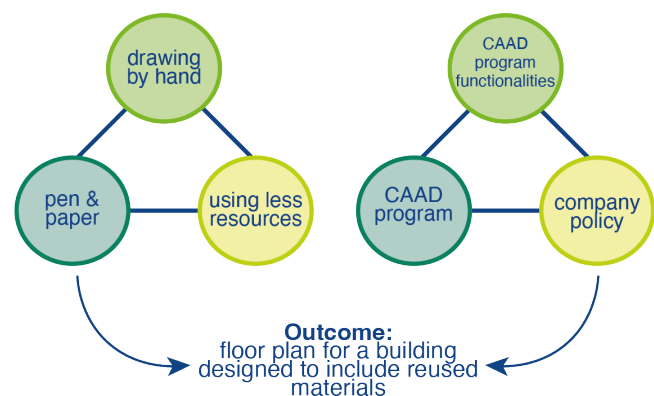 drawing
by hand
pen &
paper
using less
resources
CAAD
program
functionalities
CAAD
program
company
policy
Outcome:
floor plan for a building
designed to include reused
materials